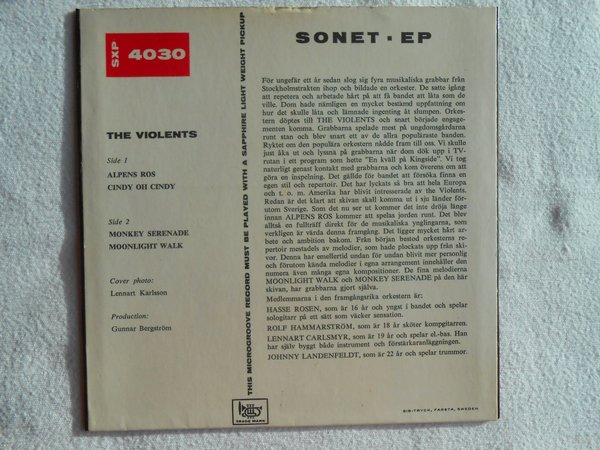 SXP 4030
THE VIOLENTS
Side 1
ALPENS ROS
CINDY OH CINDY
Side 2
MONKEY SERENADE
MOONLIGHT WALK
Cover photo:
Lennart Karlsson
Production:
Gunnar Bergström
THIS MICROGROOVE RECORD MUST BE PLAYED WITH A SAPPHIRE LIGHT WEIGHT PICKUP
TRADE MARK
SONET · EP
För ungefär ett år sedan slog sig fyra musikaliska grabbar från
Stockholmstrakten ihop och bildade en orkester. De satte igång
att repetera och arbetade hårt på att få bandet att låta som de
ville. Dom hade nämligen en mycket bestämd uppfattning om
hur det skulle låta och lämnade ingenting åt slumpen. Orkes-
tern döptes till THE VIOLENTS och snart började engage-
menten komma. Grabbarna spelade mest på ungdomsgårdarna
runt stan och blev snart ett av de allra populäraste banden.
Ryktet om den populära orkestern nådde fram till oss. Vi skulle
just åka ut och lyssna på grabbarna när dom dök upp i TV-
rutan i ett program som hette "En kväll på Kingside". Vi tog
naturligt genast kontakt med grabbarna och kom överens om att
göra en inspelning. Det gällde för bandet att försöka finna en
egen stil och repertoir. Det har lyckats så bra att hela Europa
och t. o. m. Amerika har blivit intresserade av the Violents.
Redan är det klart att skivan skall komma ut i sju länder för-
utom Sverige. Som det nu ser ut kommer det inte dröja länge
innan ALPENS ROS kommer att spelas jorden runt. Det blev
alltså en fullträff direkt för de musikaliska ynglingarna, som
verkligen är värda denna framgång. Det ligger mycket hårt ar-
bete och ambition bakom. Från början bestod orkesterns re-
pertoir mestadels av melodier, som hade plockats upp från ski-
vor. Denna har emellertid undan för undan blivit mer personlig
och förutom kända melodier i egna arrangement innehåller den
numera även många egna kompositioner. De fina melodierna
MOONLIGHT WALK och MONKEY SERENADE på den här
skivan, har grabbarna gjort själva.
Medlemmarna i den framgångsrika orkestern är:
HASSE ROSEN, som är 16 år och yngst i bandet och spelar
sologitarr på ett sätt som väcker sensation.
ROLF HAMMARSTRÖM, som är 18 år sköter kompgitarren.
LENNART CARLSMYR, som är 19 år och spelar el.-bas. Han
har själv byggt både instrument och förstärkaranläggningen.
JOHNNY LANDENFELDT, som är 22 år och spelar trummor.
SIB-TRYCK, FARSTA, SWEDEN